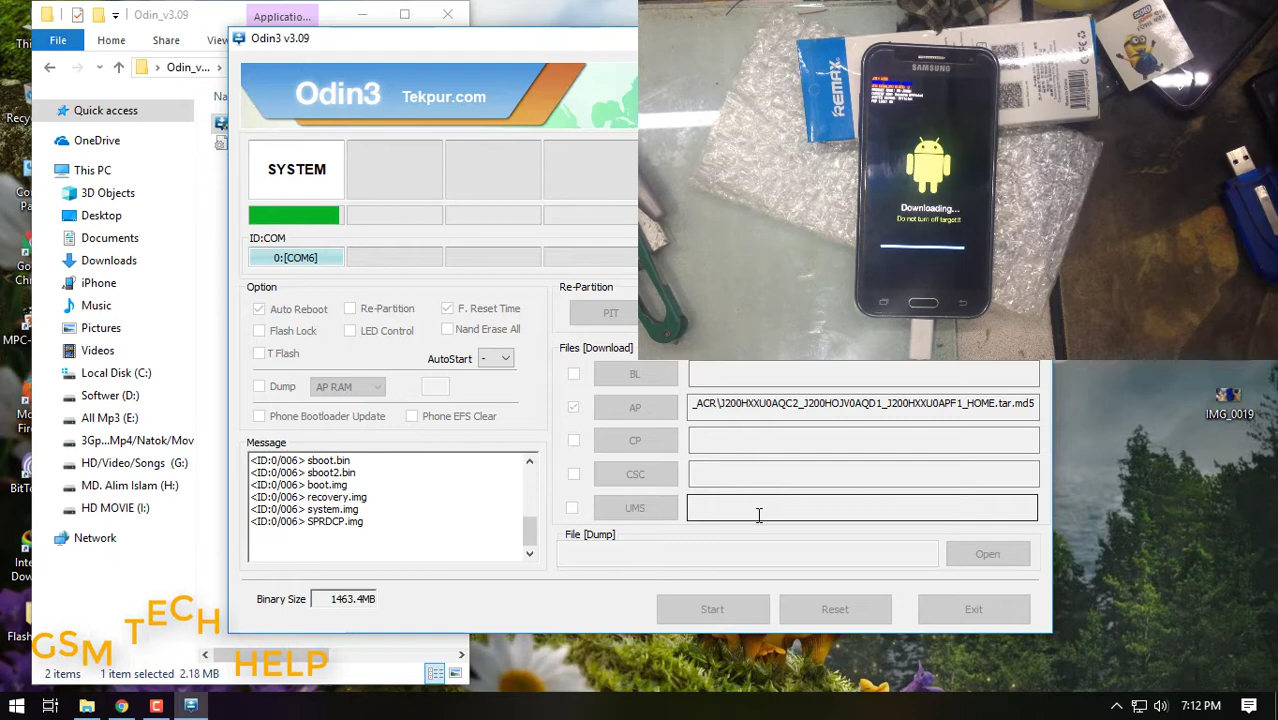 Odin_v3.09
Applicatio...
Odin3 v3.09
File
Home
Share
Odin_v...
Odin3 Tekpur.com
Quick access
OneDrive
This PC
3D Objects
Desktop
Documents
Downloads
iPhone
Music
Pictures
Videos
Local Disk (C:)
Softwer (D:)
All Mp3 (E:)
3Gp...Mp4/Natok/Mov
HD/Video/Songs (G:)
MD. Alim Islam (H:)
HD MOVIE (I:)
Network
SYSTEM
ID:COM
0:[COM6]
Option
Auto Reboot
Re-Partition
F. Reset Time
Flash Lock
LED Control
Nand Erase All
T Flash
AutoStart -
Dump
AP RAM
Phone Bootloader Update
Phone EFS Clear
Message
<ID:0/006> sboot.bin
<ID:0/006> sboot2.bin
<ID:0/006> boot.img
<ID:0/006> recovery.img
<ID:0/006> system.img
<ID:0/006> SPRDCP.img
Binary Size
1463.4MB
Re-Partition
PIT
Files [Download]
BL
AP
_ACR\J200HXXU0AQC2_J200HOJV0AQD1_J200HXXU0APF1_HOME.tar.md5
CP
CSC
UMS
File [Dump]
Open
Start
Reset
Exit
SAMSUNG
REMAX
Downloading...
Do not turn off target!!
IMG_0019
GSM TECH HELP
2 items
1 item selected 2.18 MB
7:12 PM